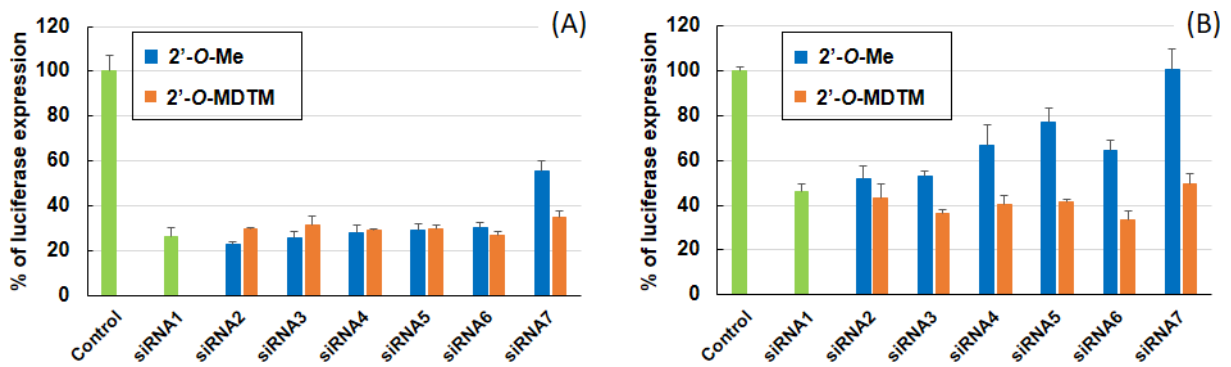 (A)
% of luciferase expression
120
100
80
60
40
20
0
2'-O-Me
2'-O-MDTM
Control
siRNA1
siRNA2
siRNA3
siRNA4
siRNA5
siRNA6
siRNA7
(B)
% of luciferase expression
120
100
80
60
40
20
0
2'-O-Me
2'-O-MDTM
Control
siRNA1
siRNA2
siRNA3
siRNA4
siRNA5
siRNA6
siRNA7